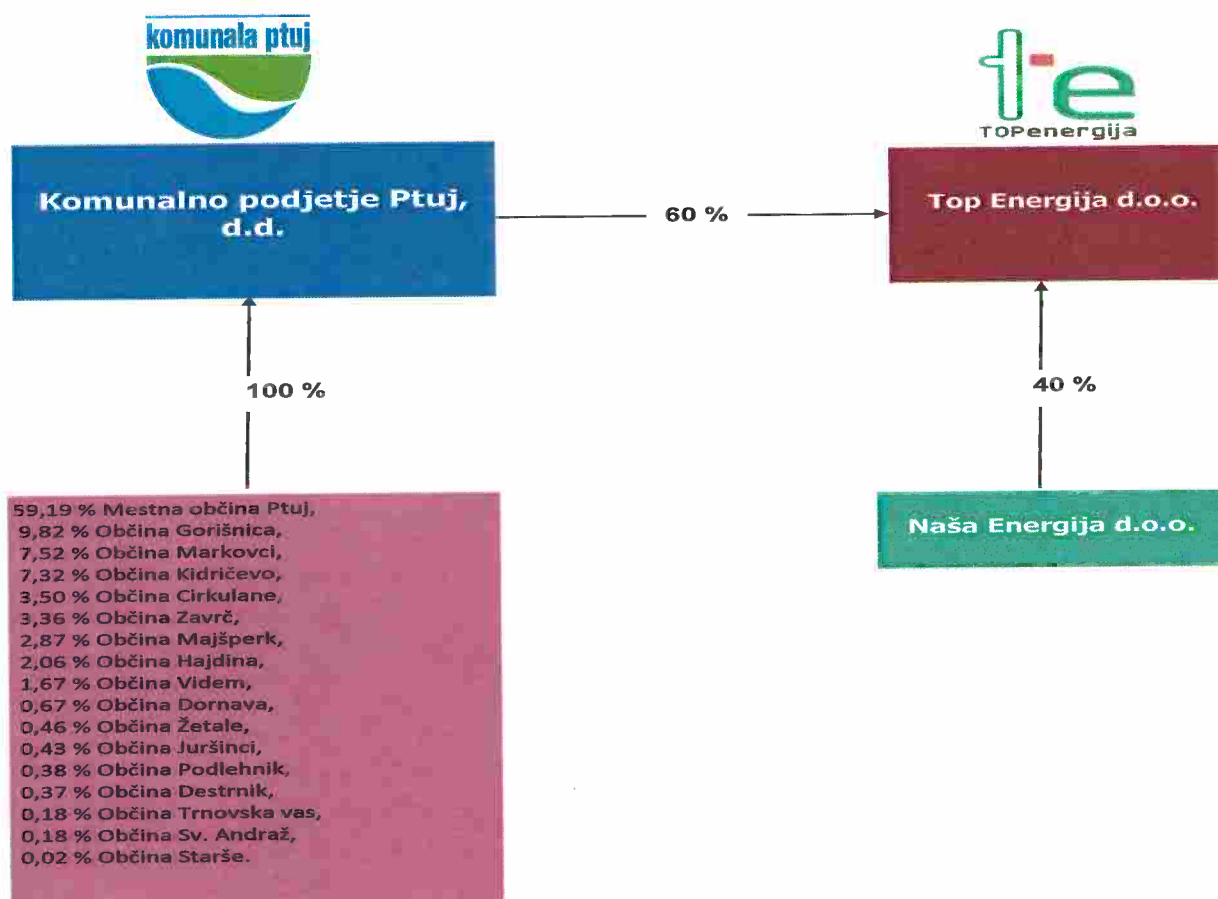 komunala ptuj
te
TOPenergija
Komunalno podjetje Ptuj,
d.d.
60 %
Top Energija d.o.o.
100 %
40 %
59,19 % Mestna občina Ptuj,
9,82 % Občina Gorišnica,
7,52 % Občina Markovci,
7,32 % Občina Kidričevo,
3,50 % Občina Cirkulane,
3,36 % Občina Zavrč,
2,87 % Občina Majšperk,
2,06 % Občina Hajdina,
1,67 % Občina Videm,
0,67 % Občina Dornava,
0,46 % Občina Žetale,
0,43 % Občina Juršinci,
0,38 % Občina Podlehnik,
0,37 % Občina Destrnik,
0,18 % Občina Trnovska vas,
0,18 % Občina Sv. Andraž,
0,02 % Občina Starše.
Naša Energija d.o.o.